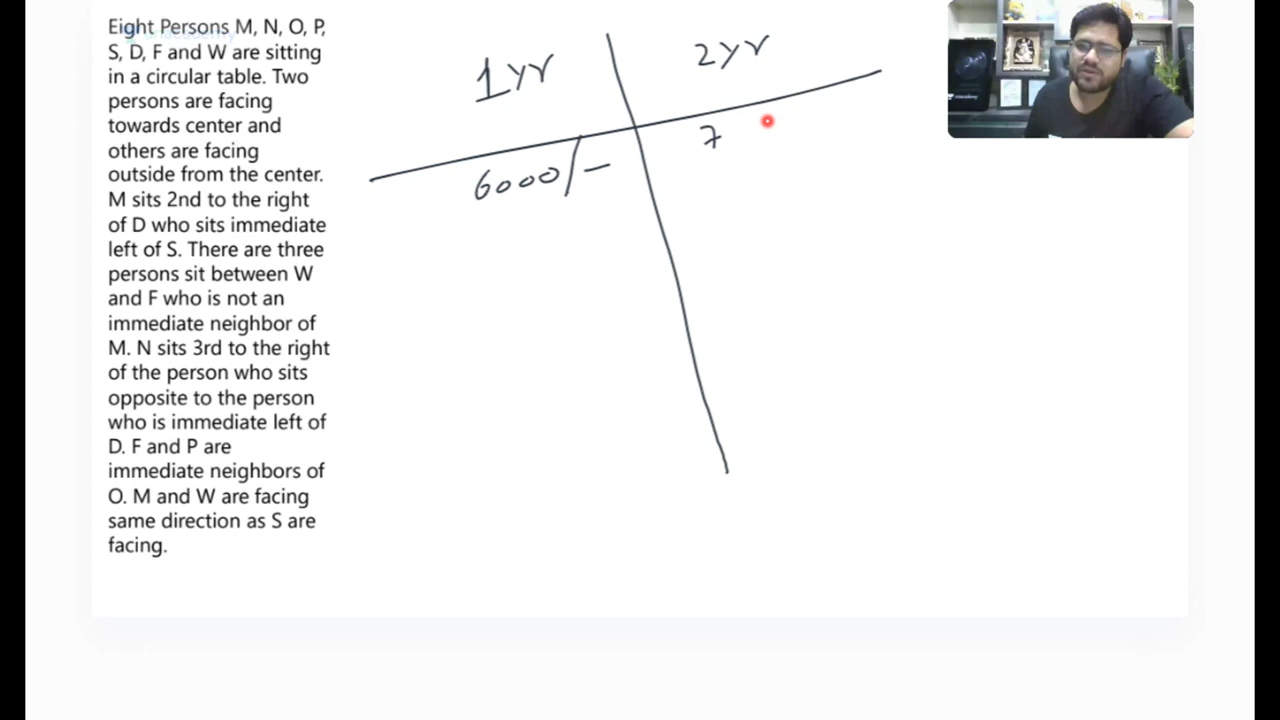 Eight Persons M, N, O, P,
S, D, F and W are sitting
in a circular table. Two
persons are facing
towards center and
others are facing
outside from the center.
M sits 2nd to the right
of D who sits immediate
left of S. There are three
persons sit between W
and F who is not an
immediate neighbor of
M. N sits 3rd to the right
of the person who sits
opposite to the person
who is immediate left of
D. F and P are
immediate neighbors of
O. M and W are facing
same direction as S are
facing.
1yr
2yr
6000/-
7